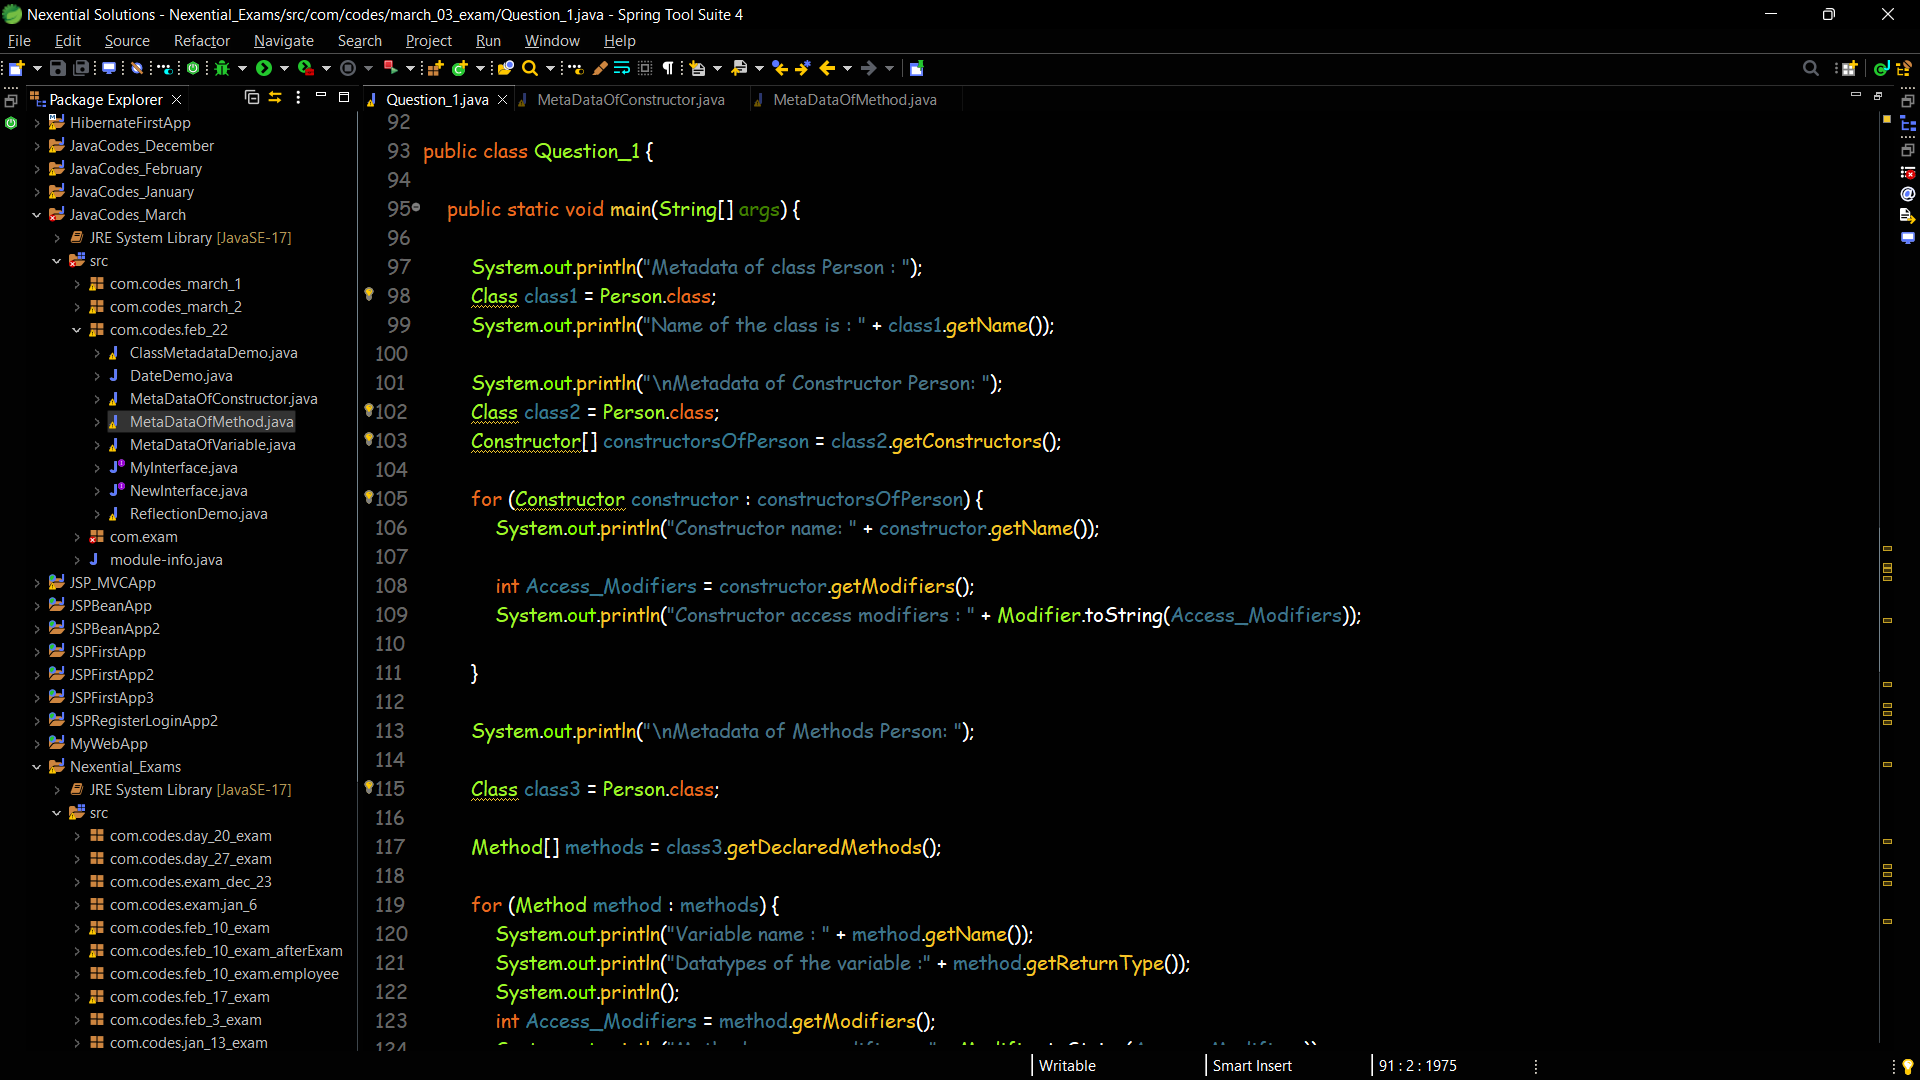 Nexential Solutions - Nexential_Exams/src/com/codes/march_03_exam/Question_1.java - Spring Tool Suite 4
File Edit Source Refactor Navigate Search Project Run Window Help
Package Explorer
HibernateFirstApp
JavaCodes_December
JavaCodes_February
JavaCodes_January
JavaCodes_March
JRE System Library [JavaSE-17]
src
com.codes_march_1
com.codes_march_2
com.codes.feb_22
ClassMetadataDemo.java
DateDemo.java
MetaDataOfConstructor.java
MetaDataOfMethod.java
MetaDataOfVariable.java
MyInterface.java
NewInterface.java
ReflectionDemo.java
com.exam
module-info.java
JSP_MVCApp
JSPBeanApp
JSPBeanApp2
JSPFirstApp
JSPFirstApp2
JSPFirstApp3
JSPRegisterLoginApp2
MyWebApp
Nexential_Exams
JRE System Library [JavaSE-17]
src
com.codes.day_20_exam
com.codes.day_27_exam
com.codes.exam_dec_23
com.codes.exam.jan_6
com.codes.feb_10_exam
com.codes.feb_10_exam_afterExam
com.codes.feb_10_exam.employee
com.codes.feb_17_exam
com.codes.feb_3_exam
com.codes.jan_13_exam
Question_1.java MetaDataOfConstructor.java MetaDataOfMethod.java
92
93 public class Question_1 {
94
95 public static void main(String[] args) {
96
97 System.out.println("Metadata of class Person : ");
98 Class class1 = Person.class;
99 System.out.println("Name of the class is : " + class1.getName());
100
101 System.out.println("\nMetadata of Constructor Person: ");
102 Class class2 = Person.class;
103 Constructor[] constructorsOfPerson = class2.getConstructors();
104
105 for (Constructor constructor : constructorsOfPerson) {
106 System.out.println("Constructor name: " + constructor.getName());
107
108 int Access_Modifiers = constructor.getModifiers();
109 System.out.println("Constructor access modifiers : " + Modifier.toString(Access_Modifiers));
110
111 }
112
113 System.out.println("\nMetadata of Methods Person: ");
114
115 Class class3 = Person.class;
116
117 Method[] methods = class3.getDeclaredMethods();
118
119 for (Method method : methods) {
120 System.out.println("Variable name : " + method.getName());
121 System.out.println("Datatypes of the variable :" + method.getReturnType());
122 System.out.println();
123 int Access_Modifiers = method.getModifiers();
124
Writable Smart Insert 91 : 2 : 1975